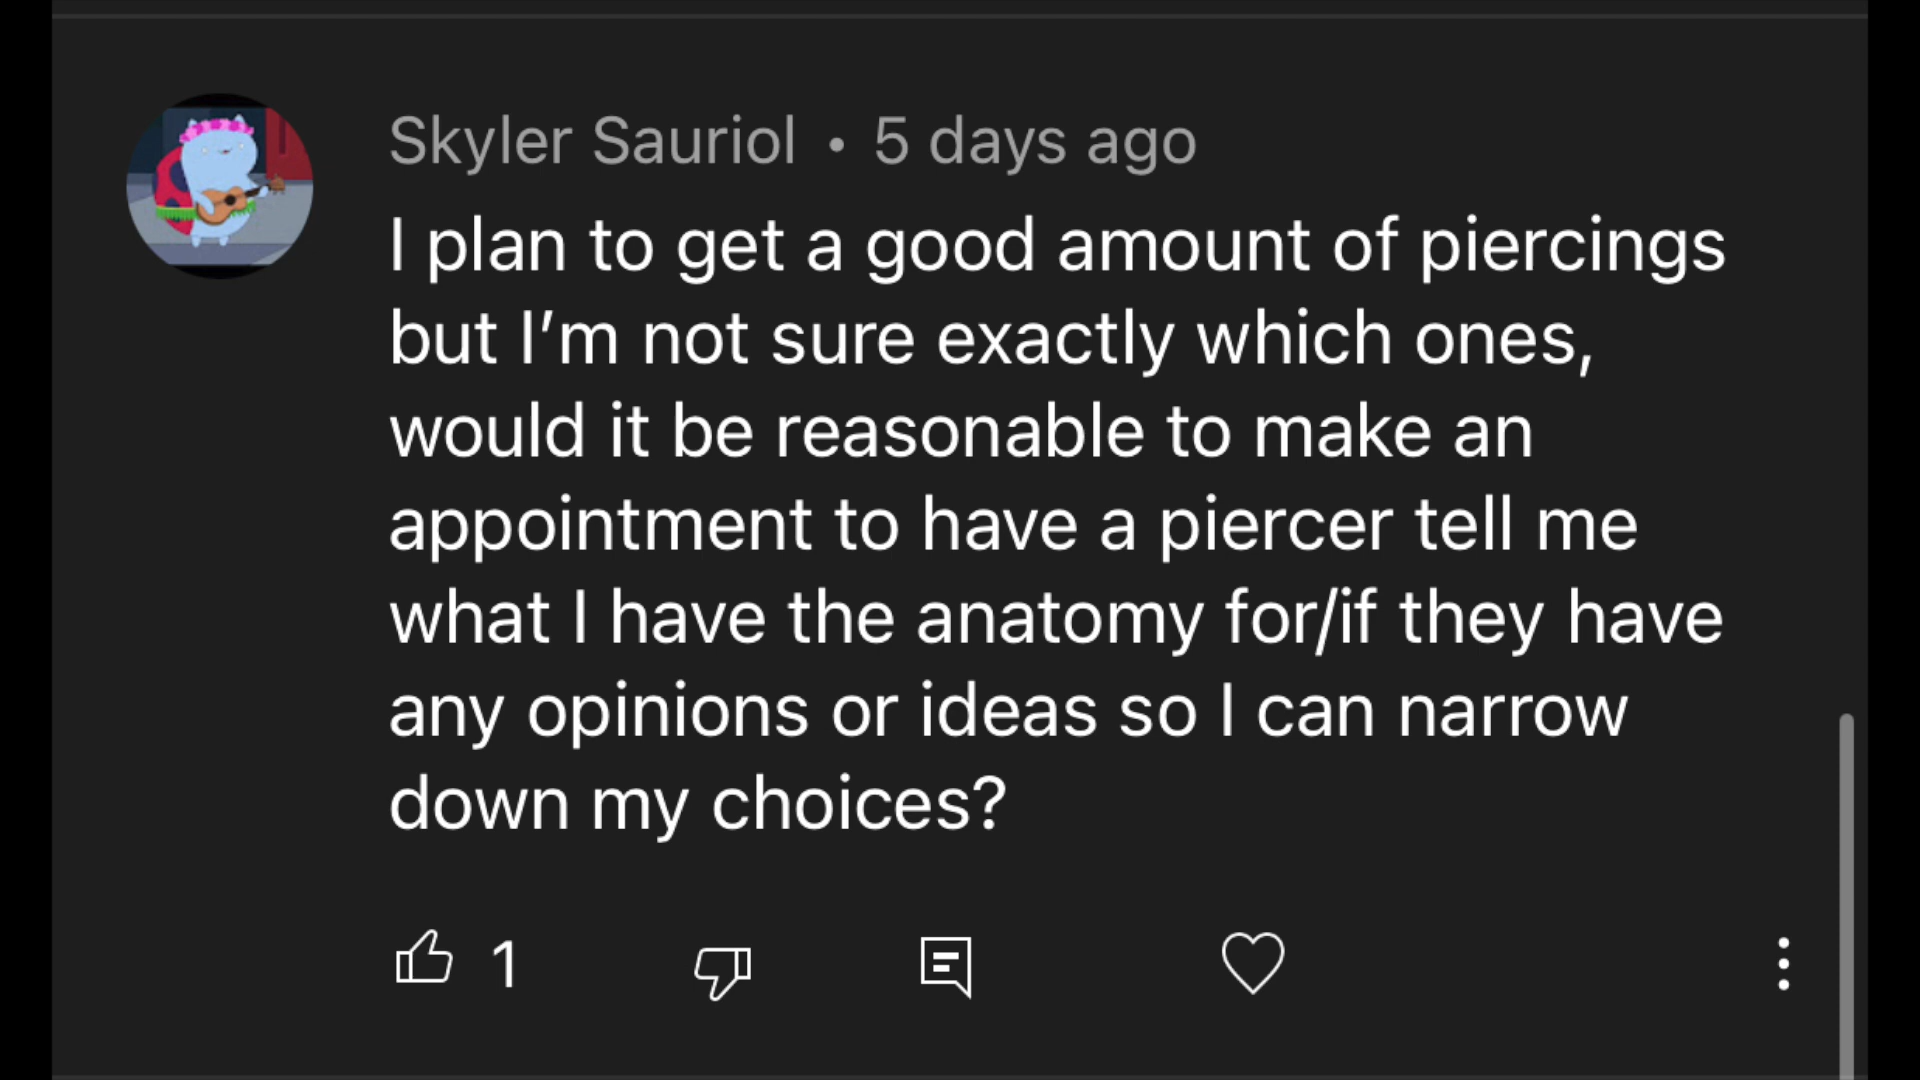 Skyler Sauriol • 5 days ago
I plan to get a good amount of piercings
but I’m not sure exactly which ones,
would it be reasonable to make an
appointment to have a piercer tell me
what I have the anatomy for/if they have
any opinions or ideas so I can narrow
down my choices?
1